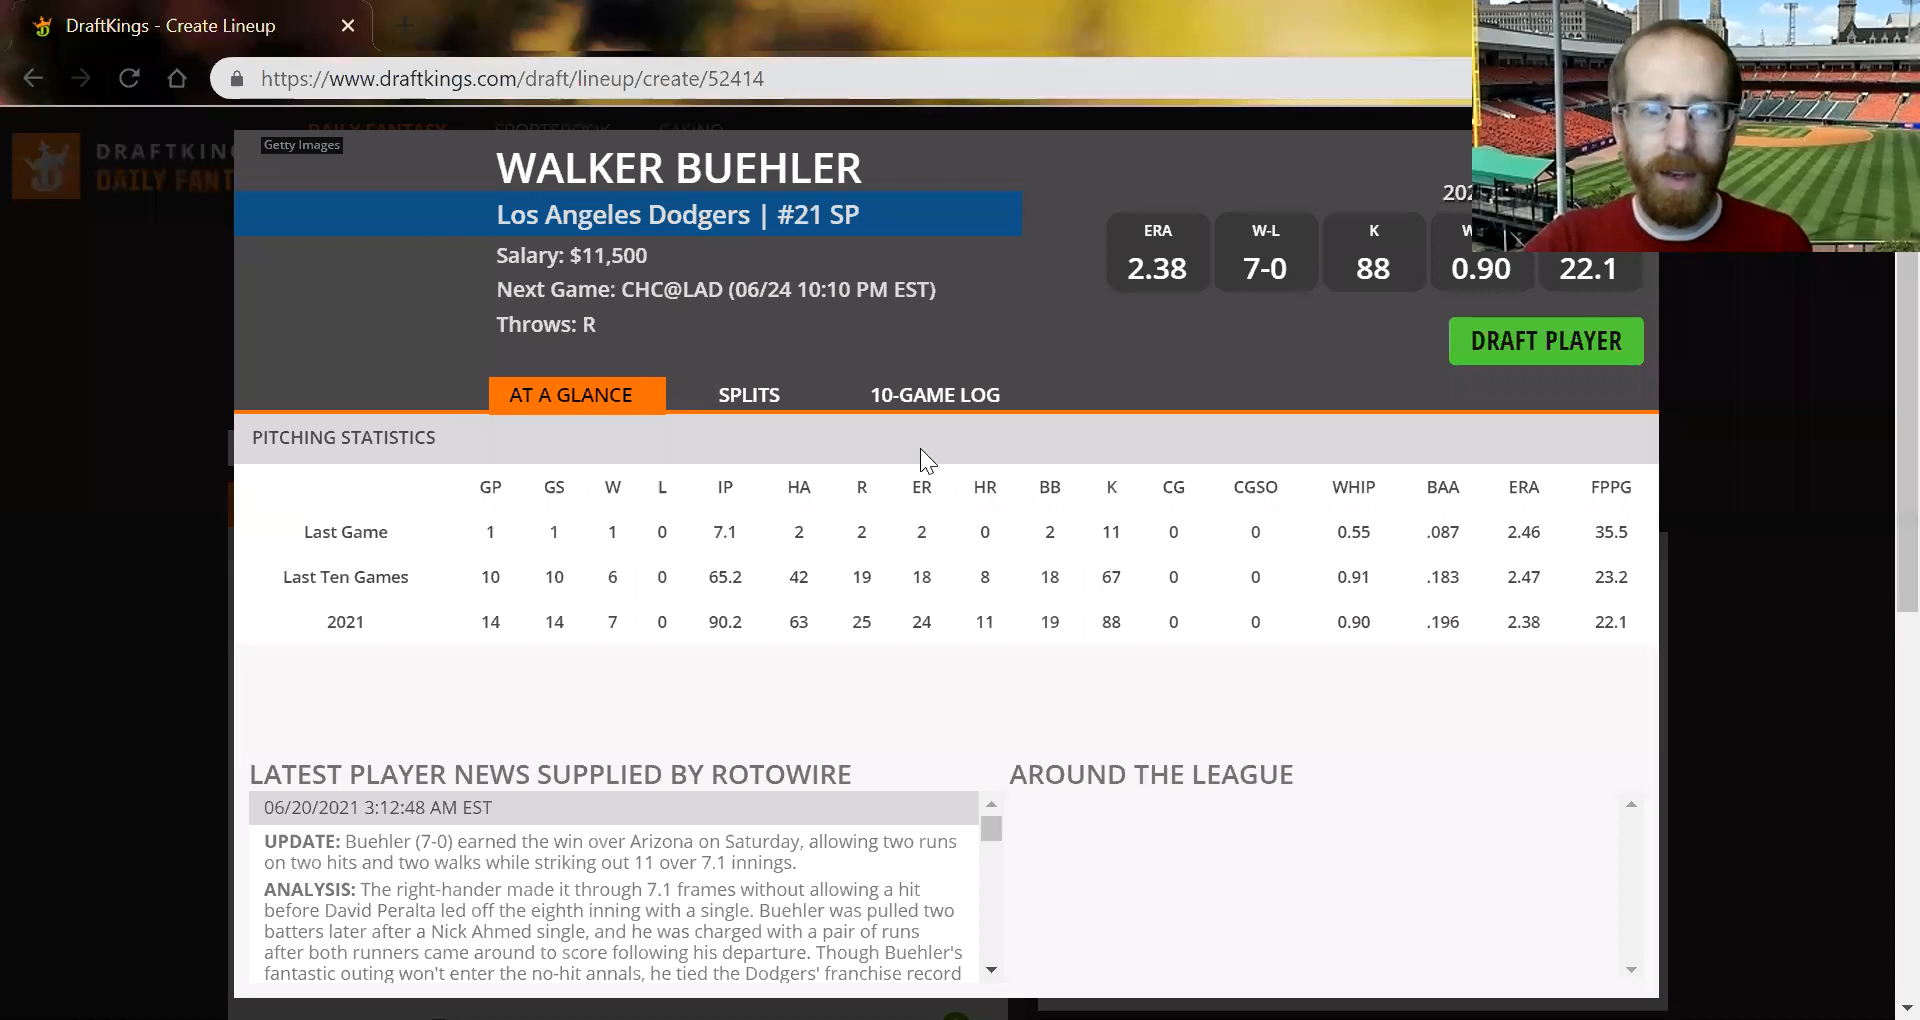 DraftKings - Create Lineup
https://www.draftkings.com/draft/lineup/create/52414
DAILY FANTASY SPORTSBOOK CASINO
DRAFTKIN
DAILY FANT
Getty Images
WALKER BUEHLER
Los Angeles Dodgers | #21 SP
Salary: $11,500
Next Game: CHC@LAD (06/24 10:10 PM EST)
Throws: R
202
ERA W-L K W
2.38 7-0 88 0.90 22.1
DRAFT PLAYER
AT A GLANCE SPLITS 10-GAME LOG
PITCHING STATISTICS
GP GS W L IP HA R ER HR BB K CG CGSO WHIP BAA ERA FPPG
Last Game 1 1 1 0 7.1 2 2 2 0 2 11 0 0 0.55 .087 2.46 35.5
Last Ten Games 10 10 6 0 65.2 42 19 18 8 18 67 0 0 0.91 .183 2.47 23.2
2021 14 14 7 0 90.2 63 25 24 11 19 88 0 0 0.90 .196 2.38 22.1
LATEST PLAYER NEWS SUPPLIED BY ROTOWIRE
06/20/2021 3:12:48 AM EST
UPDATE: Buehler (7-0) earned the win over Arizona on Saturday, allowing two runs
on two hits and two walks while striking out 11 over 7.1 innings.
ANALYSIS: The right-hander made it through 7.1 frames without allowing a hit
before David Peralta led off the eighth inning with a single. Buehler was pulled two
batters later after a Nick Ahmed single, and he was charged with a pair of runs
after both runners came around to score following his departure. Though Buehler's
fantastic outing won't enter the no-hit annals, he tied the Dodgers' franchise record
AROUND THE LEAGUE